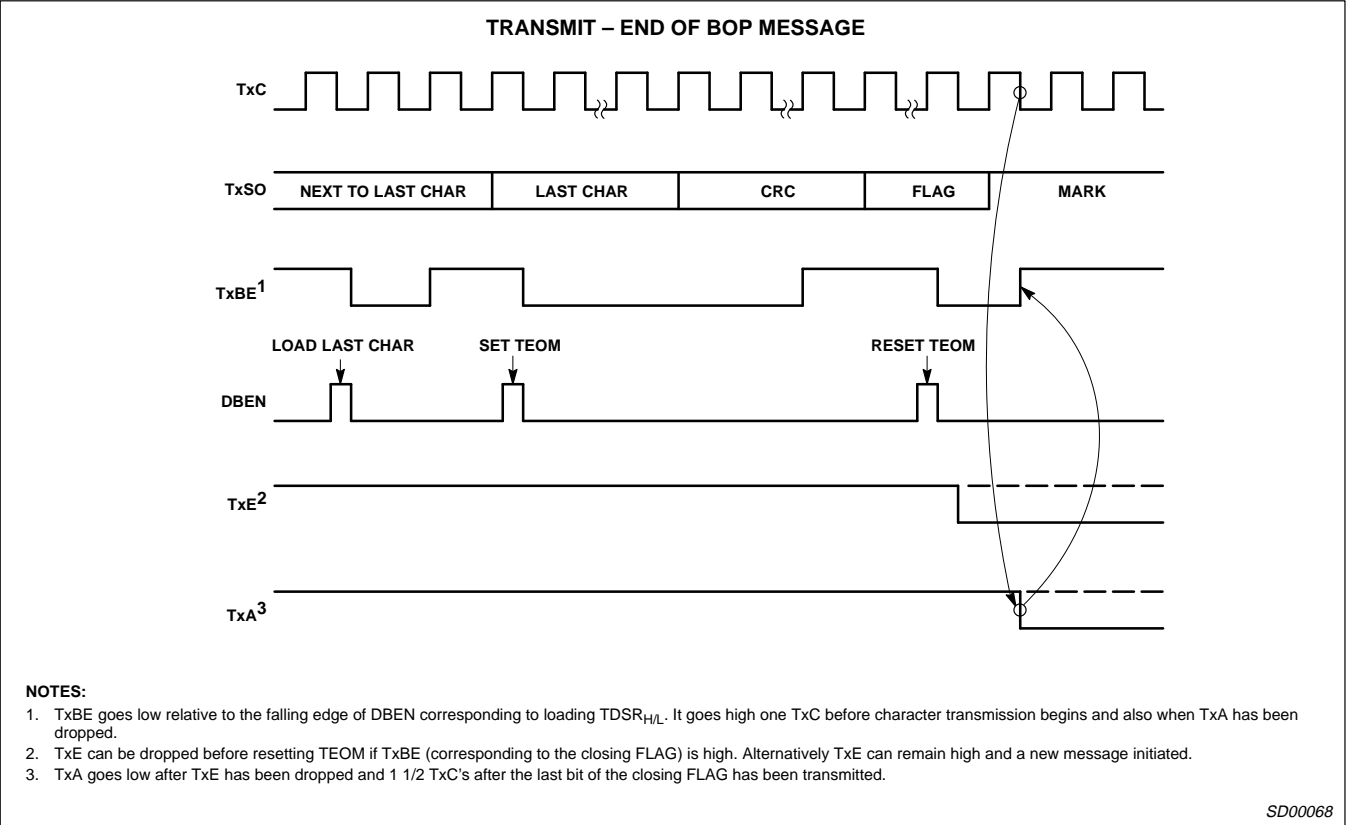 TRANSMIT – END OF BOP MESSAGE
TxC
TxSO NEXT TO LAST CHAR LAST CHAR CRC FLAG MARK
TxBE1
LOAD LAST CHAR SET TEOM RESET TEOM
DBEN
TxE2
TxA3
NOTES:
1. TxBE goes low relative to the falling edge of DBEN corresponding to loading TDSRH/L. It goes high one TxC before character transmission begins and also when TxA has been
dropped.
2. TxE can be dropped before resetting TEOM if TxBE (corresponding to the closing FLAG) is high. Alternatively TxE can remain high and a new message initiated.
3. TxA goes low after TxE has been dropped and 1 1/2 TxC's after the last bit of the closing FLAG has been transmitted.
SD00068